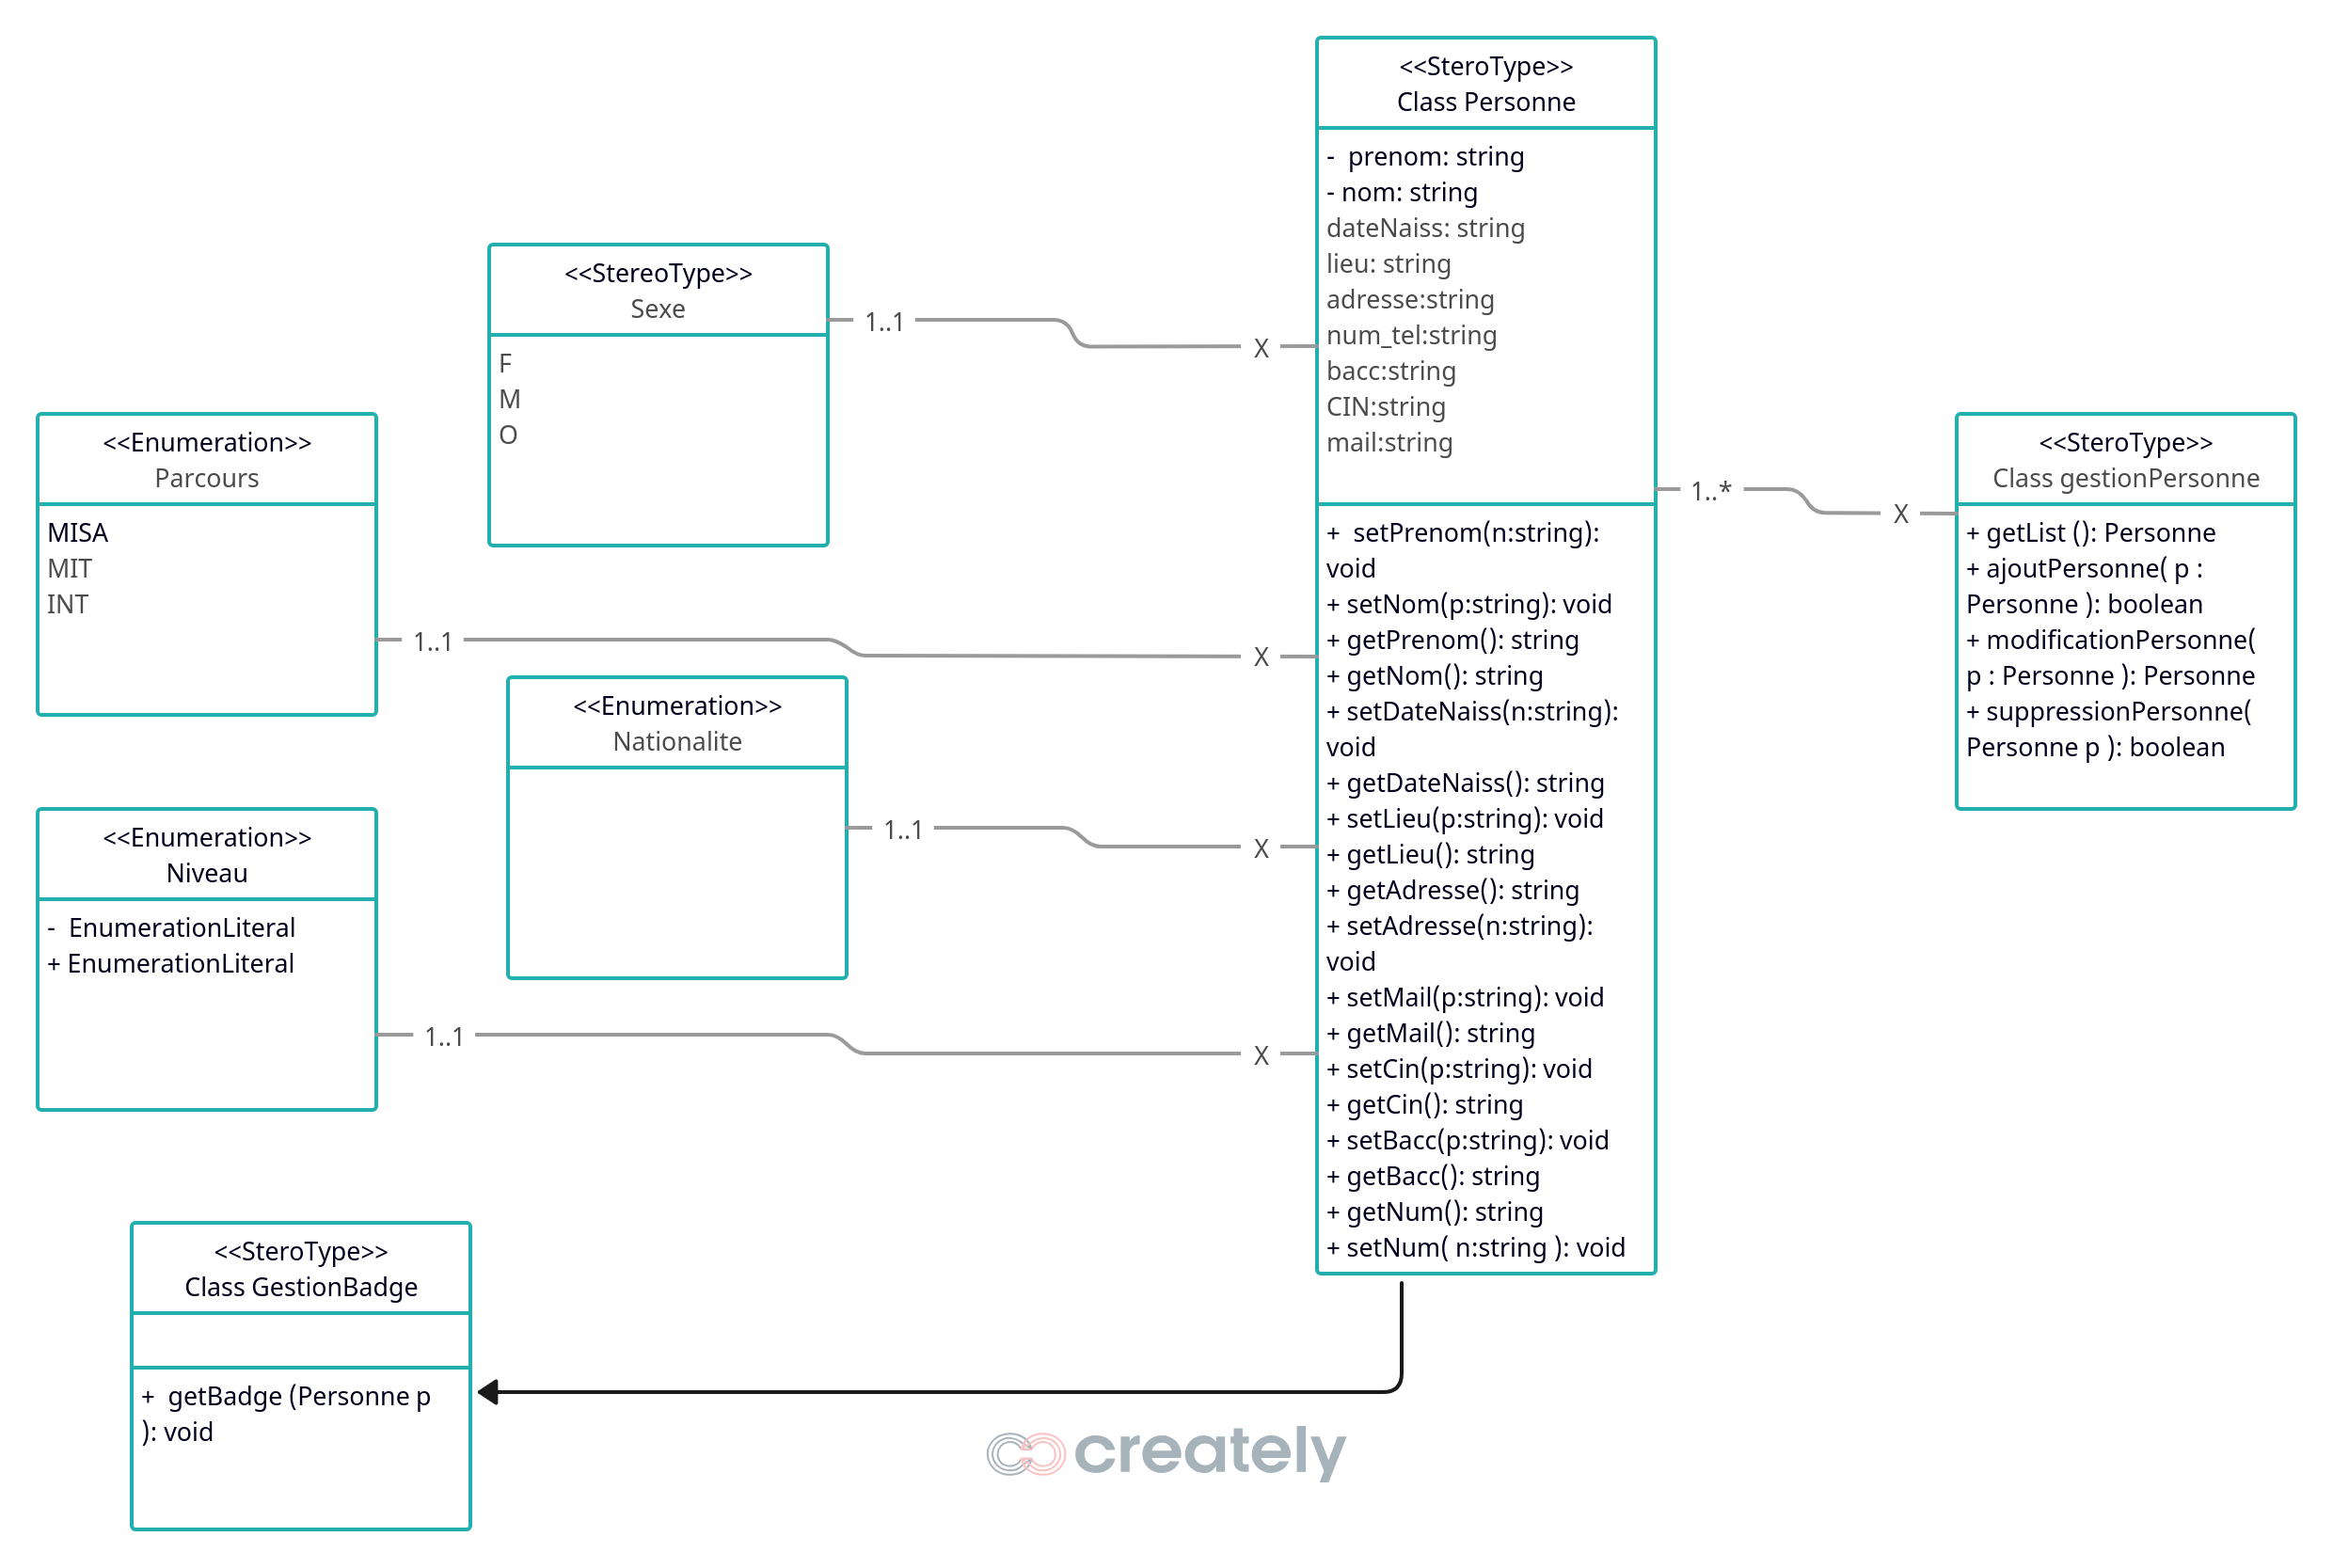 <<SteroType>>
Class Personne
-  prenom: string
- nom: string
dateNaiss: string
lieu: string
adresse:string
num_tel:string
bacc:string
CIN:string
mail:string
+  setPrenom(n:string):
void
+ setNom(p:string): void
+ getPrenom(): string
+ getNom(): string
+ setDateNaiss(n:string):
void
+ getDateNaiss(): string
+ setLieu(p:string): void
+ getLieu(): string
+ getAdresse(): string
+ setAdresse(n:string):
void
+ setMail(p:string): void
+ getMail(): string
+ setCin(p:string): void
+ getCin(): string
+ setBacc(p:string): void
+ getBacc(): string
+ getNum(): string
+ setNum( n:string ): void
<<StereoType>>
Sexe
F
M
O
1..1
X
<<Enumeration>>
Parcours
MISA
MIT
INT
1..1
X
<<SteroType>>
Class gestionPersonne
+ getList (): Personne
+ ajoutPersonne( p :
Personne ): boolean
+ modificationPersonne(
p : Personne ): Personne
+ suppressionPersonne(
Personne p ): boolean
1..*
X
<<Enumeration>>
Nationalite
1..1
X
<<Enumeration>>
Niveau
-  EnumerationLiteral
+ EnumerationLiteral
1..1
X
<<SteroType>>
Class GestionBadge
+  getBadge (Personne p
): void
creately